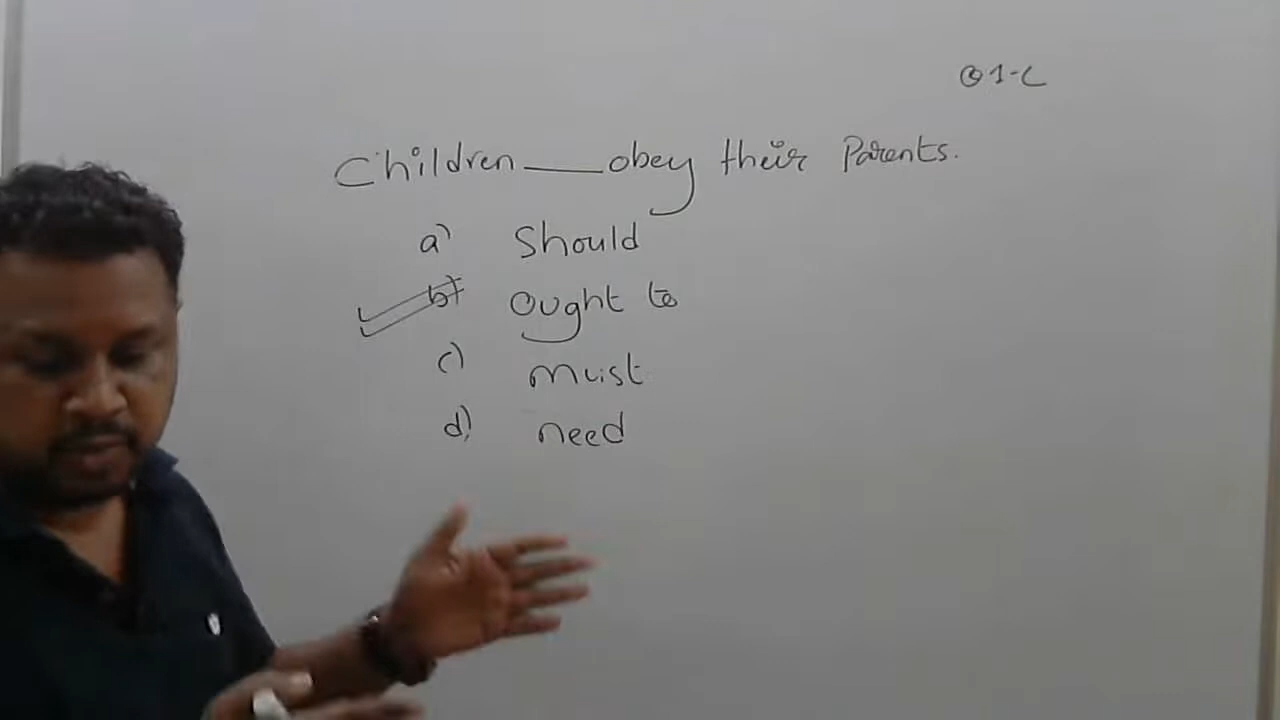 Q1-C
Children ____ obey their Parents.
a) Should
b) Ought to
c) must
d) need